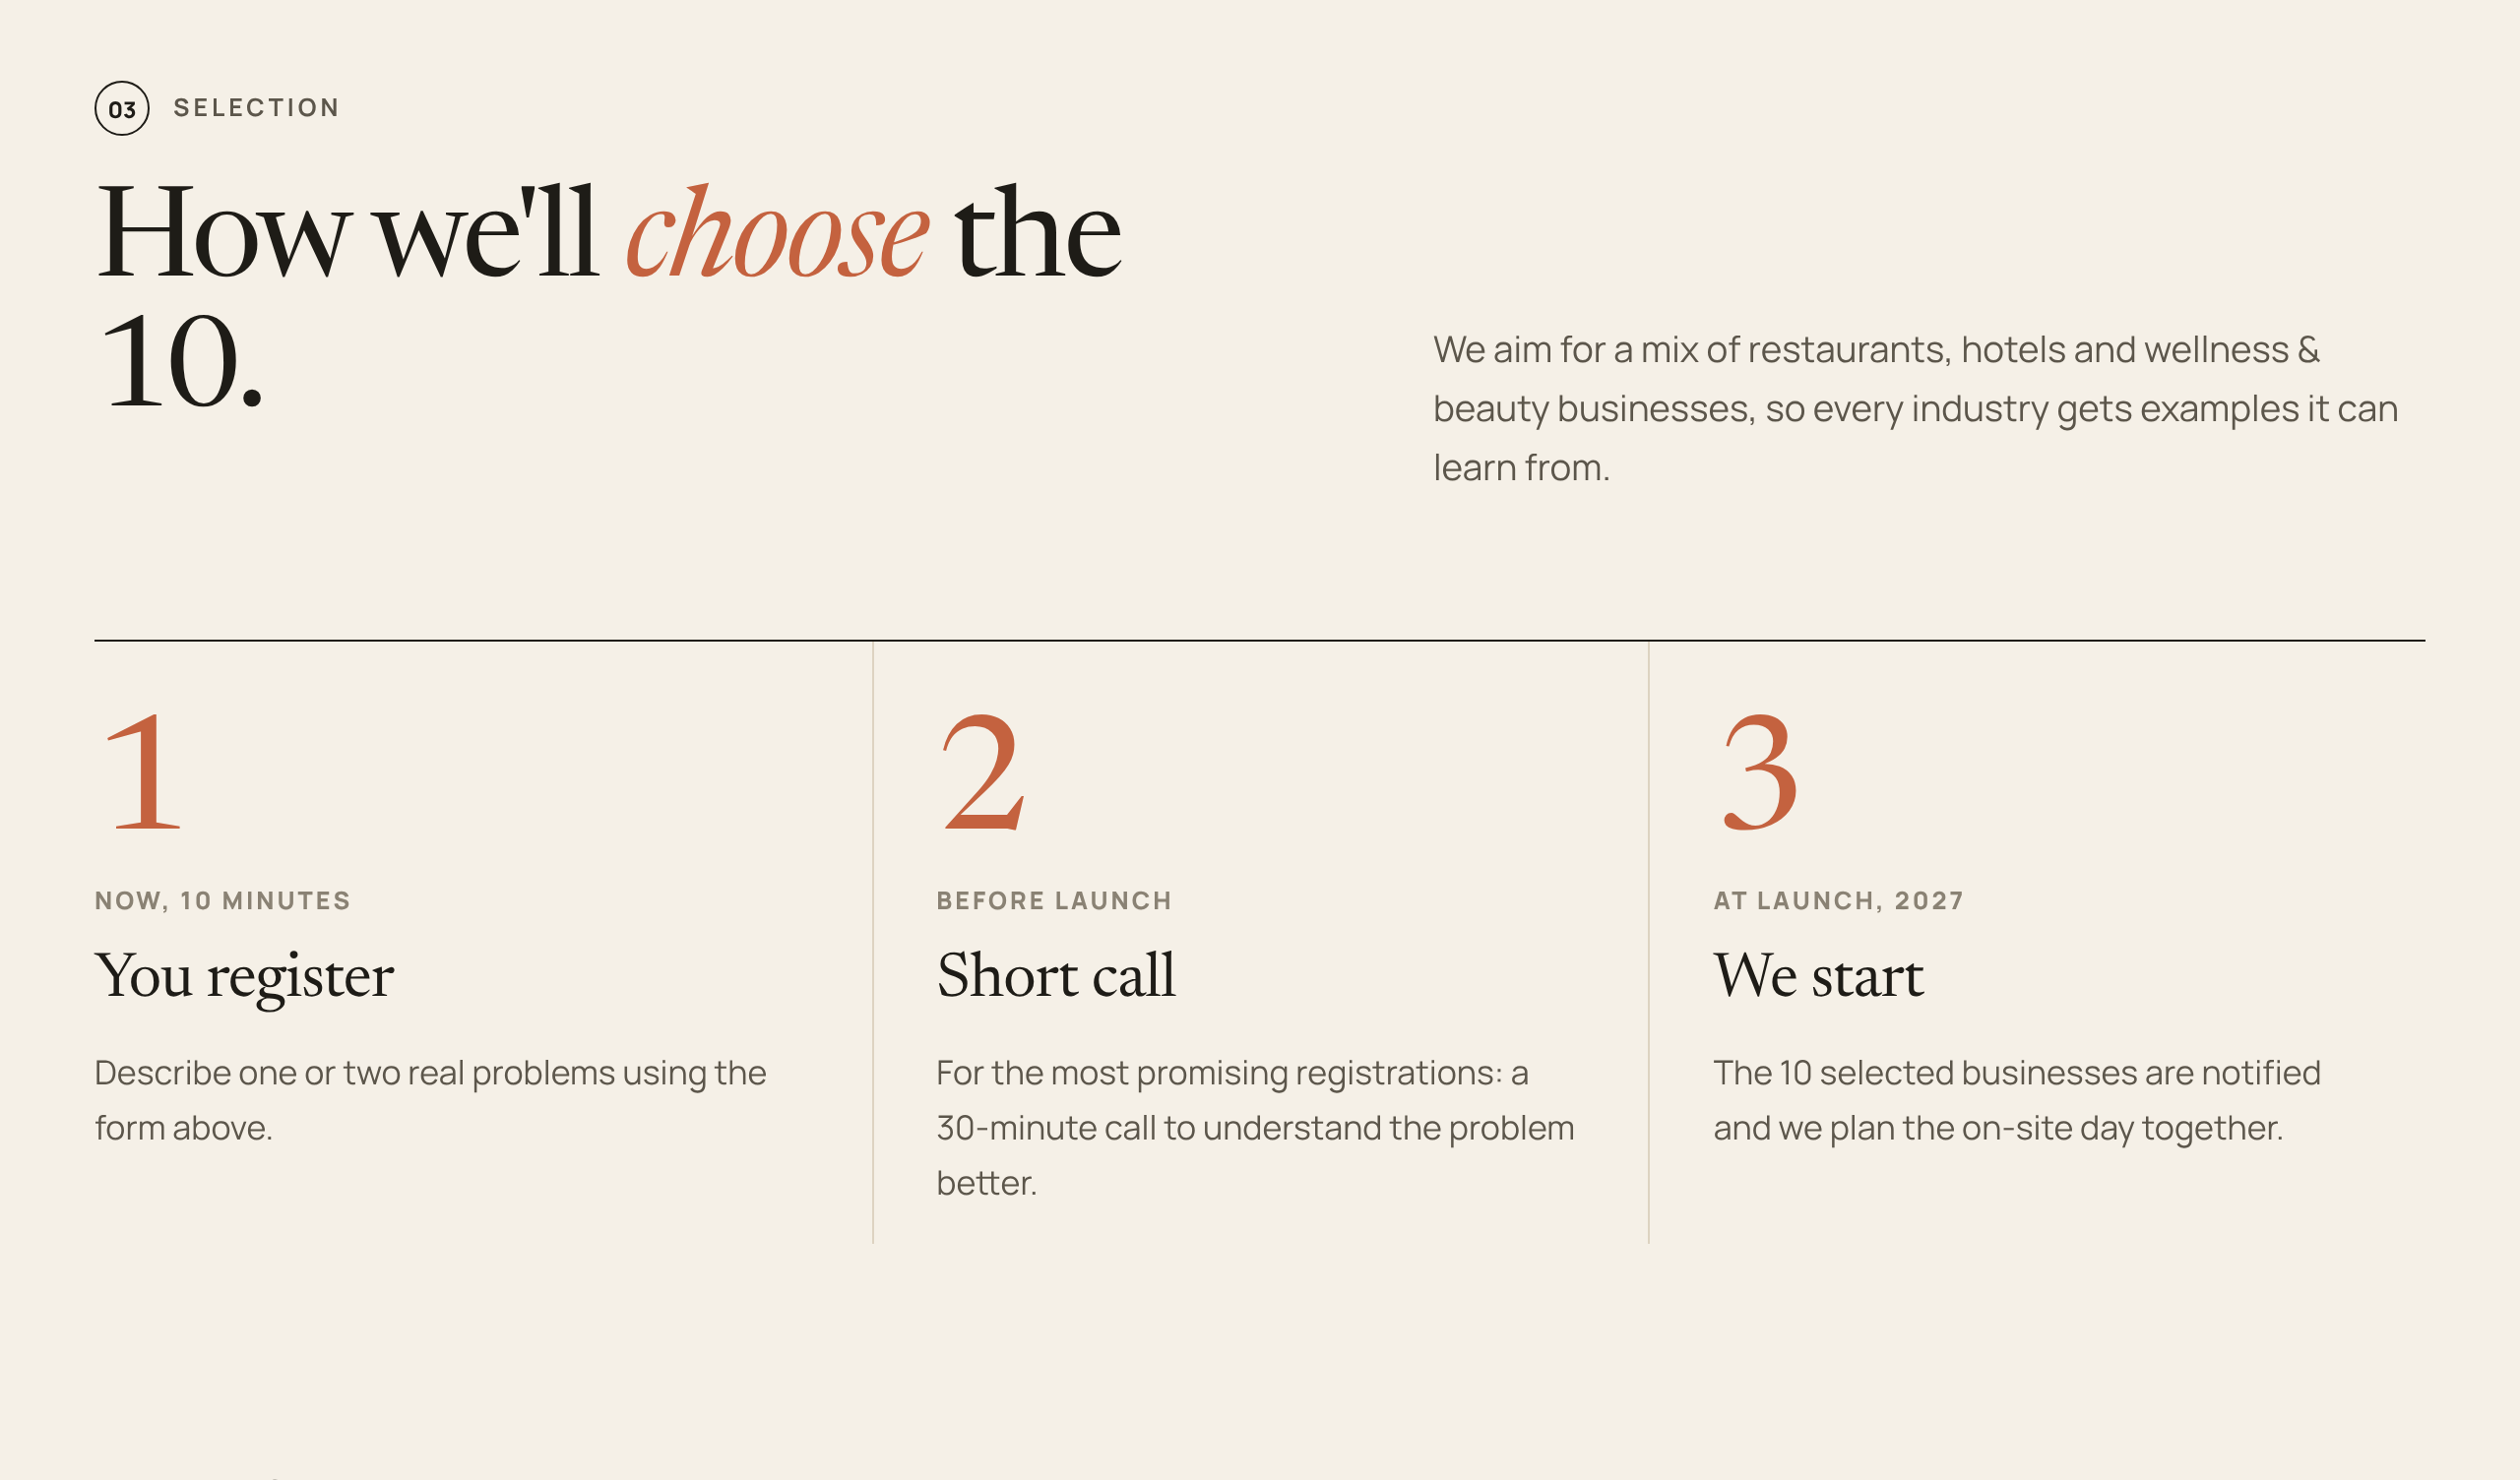 03 SELECTION
How we'll choose the
10.
We aim for a mix of restaurants, hotels and wellness &
beauty businesses, so every industry gets examples it can
learn from.
1
NOW, 10 MINUTES
You register
Describe one or two real problems using the
form above.
2
BEFORE LAUNCH
Short call
For the most promising registrations: a
30-minute call to understand the problem
better.
3
AT LAUNCH, 2027
We start
The 10 selected businesses are notified
and we plan the on-site day together.